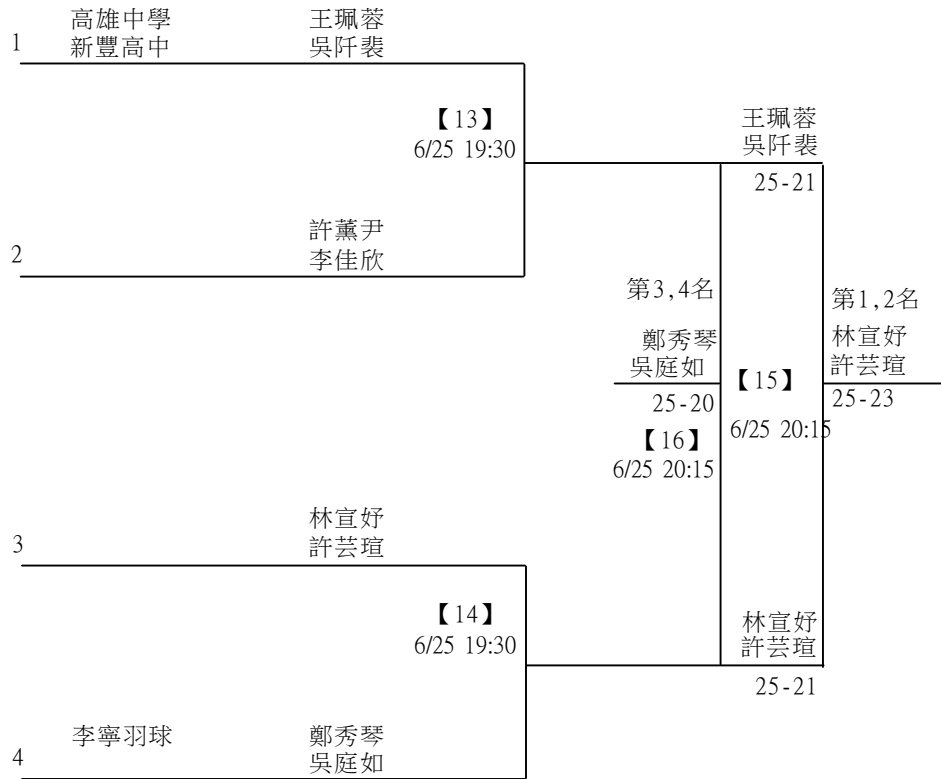 高雄中學 王珮蓉
1 新豐高中 吳阡裴
【13】
6/25 19:30
王珮蓉
吳阡裴
25-21
許薰尹
2 李佳欣
第3,4名
第1,2名
鄭秀琴
吳庭如
林宣妤
許芸瑄
【15】
25-20
25-23
【16】
6/25 20:15
6/25 20:15
林宣妤
3 許芸瑄
【14】
6/25 19:30
林宣妤
許芸瑄
25-21
李寧羽球 鄭秀琴
4 吳庭如